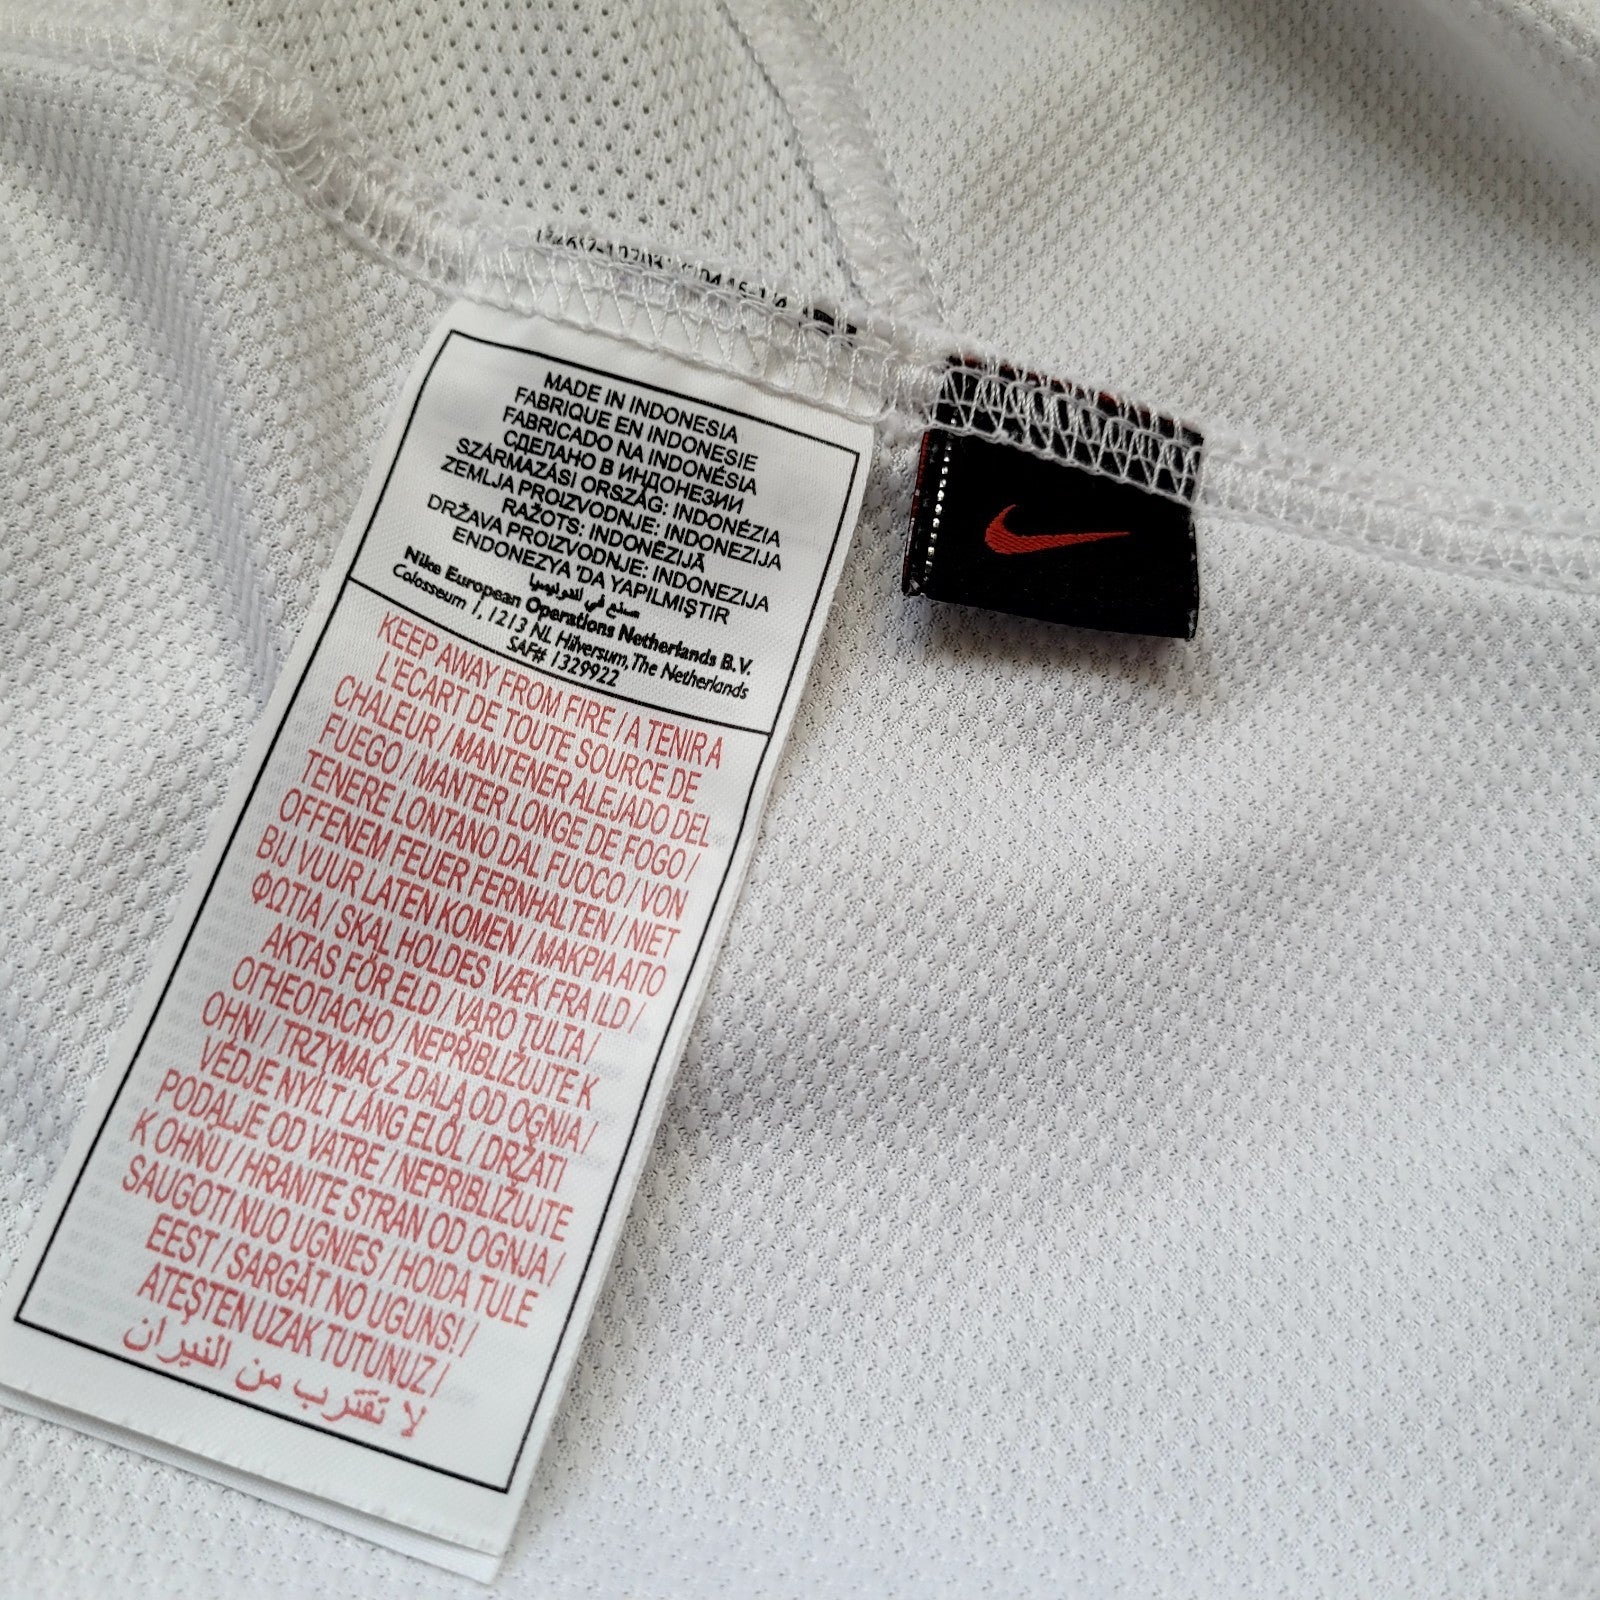 MADE IN INDONESIA
FABRIQUE EN INDONESIE
FABRICADO NA INDONÉSIA
СДЕЛАНО В ИНДОНЕЗИИ
SZÁRMAZÁSI ORSZÁG: INDONÉZIA
ZEMLJA PROIZVODNJE: INDONEZIJA
RAŽOTS: INDONĒZIJĀ
DRŽAVA PROIZVODNJE: INDONEZIJA
ENDONEZYA 'DA YAPILMIŞTIR
صنع في اندونيسيا
Nike European Operations Netherlands B.V.
Colosseum 1, 1213 NL Hilversum, The Netherlands
SAF# 1329922
KEEP AWAY FROM FIRE / A TENIR A
L'ECART DE TOUTE SOURCE DE
CHALEUR / MANTENER ALEJADO DEL
FUEGO / MANTER LONGE DE FOGO /
TENERE LONTANO DAL FUOCO / VON
OFFENEM FEUER FERNHALTEN / NIET
BIJ VUUR LATEN KOMEN / ΜΑΚΡΙΑ ΑΠΟ
ΦΩΤΙΑ / SKAL HOLDES VÆK FRA ILD /
AKTAS FÖR ELD / VARO TULTA /
ОГНЕОПАСНО / NEPŘIBLIŽUJTE K
OHNI / TRZYMAĆ Z DALA OD OGNIA /
VÉDJE NYÍLT LÁNG ELŐL / DRŽATI
PODALJE OD VATRE / NEPRIBLIŽUJTE
K OHNU / HRANITE STRAN OD OGNJA /
SAUGOTI NUO UGNIES / HOIDA TULE
EEST / SARGĀT NO UGUNS! /
ATEŞTEN UZAK TUTUNUZ /
لا تقترب من النيران